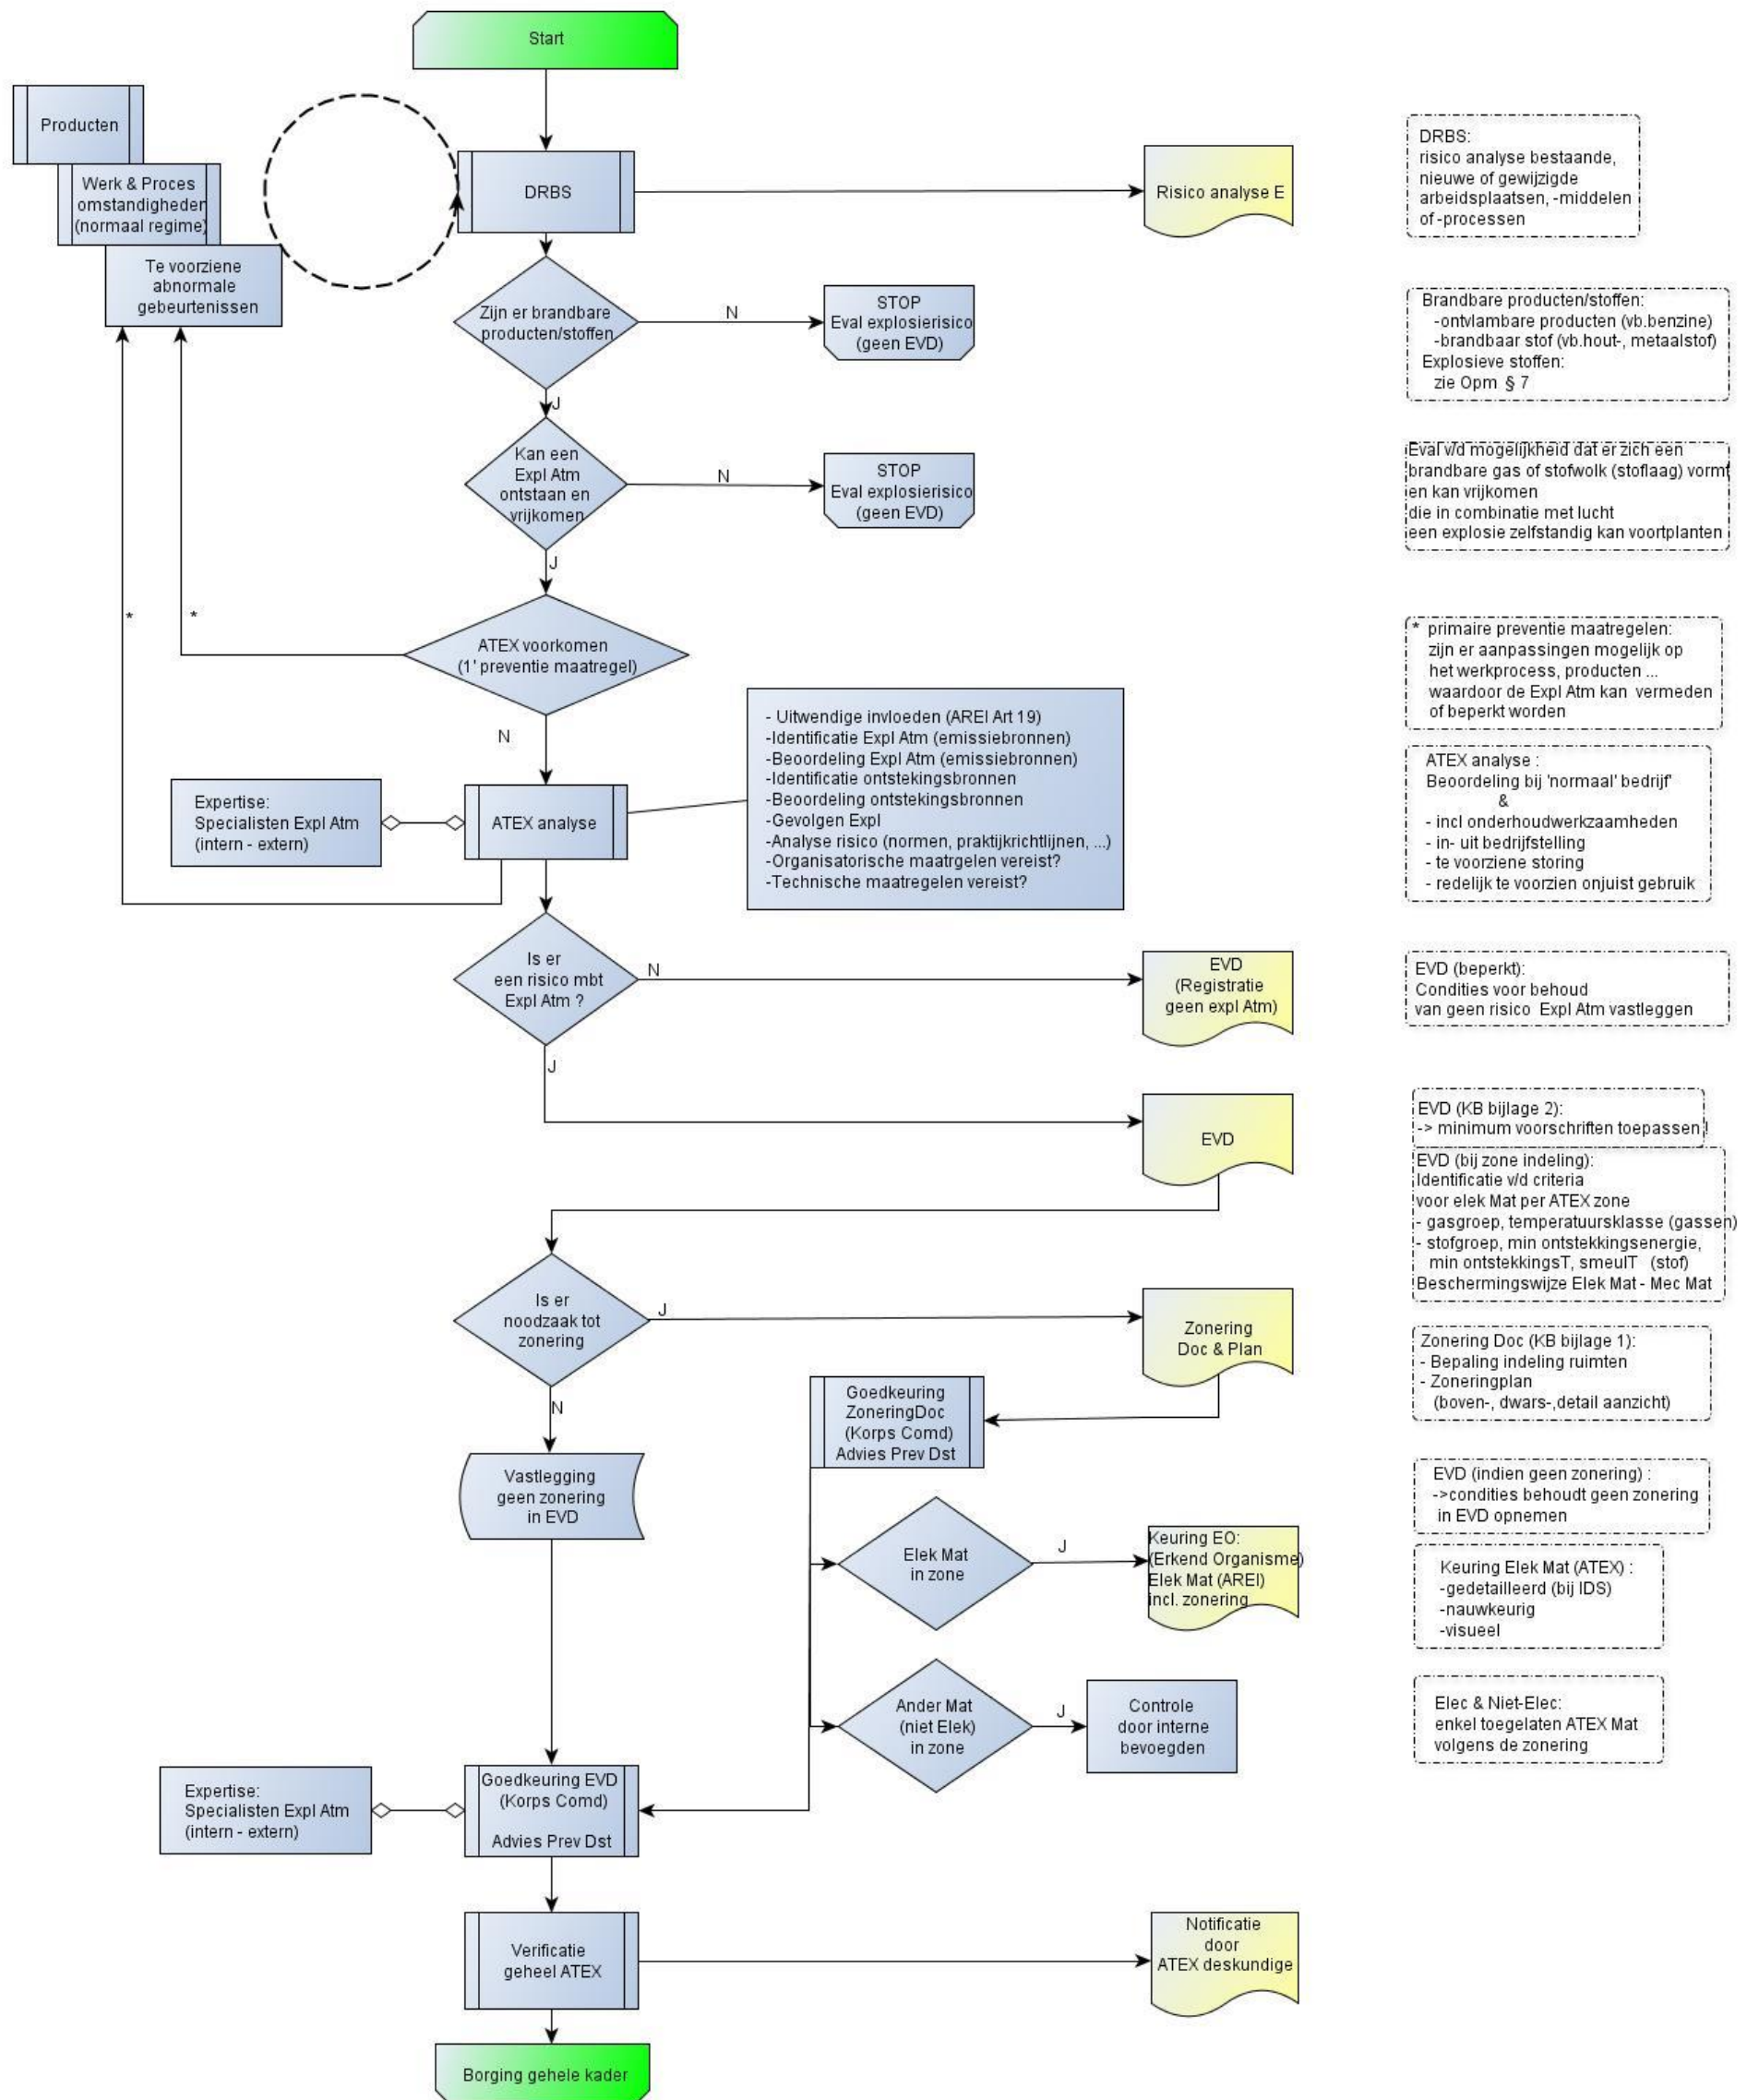 Start
Producten
Werk & Proces
omstandigheden
(normaal regime)
Te voorziene
abnormale
gebeurtenissen
DRBS
Risico analyse E
DRBS:
risico analyse bestaande,
nieuwe of gewijzigde
arbeidsplaatsen, -middelen
of -processen
Zijn er brandbare
producten/stoffen
N
STOP
Eval explosierisico
(geen EVD)
Brandbare producten/stoffen:
-ontvlambare producten (vb.benzine)
-brandbaar stof (vb.hout-, metaalstof)
Explosieve stoffen:
zie Opm § 7
J
Kan een
Expl Atm
ontstaan en
vrijkomen
N
STOP
Eval explosierisico
(geen EVD)
Eval v/d mogelijkheid dat er zich een
brandbare gas of stofwolk (stoflaag) vormt
en kan vrijkomen
die in combinatie met lucht
een explosie zelfstandig kan voortplanten
J
*
*
ATEX voorkomen
(1' preventie maatregel)
* primaire preventie maatregelen:
zijn er aanpassingen mogelijk op
het werkprocess, producten ...
waardoor de Expl Atm kan vermeden
of beperkt worden
N
- Uitwendige invloeden (AREI Art 19)
-Identificatie Expl Atm (emissiebronnen)
-Beoordeling Expl Atm (emissiebronnen)
-Identificatie ontstekingsbronnen
-Beoordeling ontstekingsbronnen
-Gevolgen Expl
-Analyse risico (normen, praktijkrichtlijnen, ...)
-Organisatorische maatrgelen vereist?
-Technische maatregelen vereist?
Expertise:
Specialisten Expl Atm
(intern - extern)
ATEX analyse
ATEX analyse :
Beoordeling bij 'normaal' bedrijf'
&
- incl onderhoudwerkzaamheden
- in- uit bedrijfstelling
- te voorziene storing
- redelijk te voorzien onjuist gebruik
Is er
een risico mbt
Expl Atm ?
N
EVD
(Registratie
geen expl Atm)
EVD (beperkt):
Condities voor behoud
van geen risico Expl Atm vastleggen
J
EVD
EVD (KB bijlage 2):
-> minimum voorschriften toepassen !
EVD (bij zone indeling):
Identificatie v/d criteria
voor elek Mat per ATEX zone
- gasgroep, temperatuursklasse (gassen)
- stofgroep, min ontstekkingsenergie,
min ontstekkingsT, smeulT (stof)
Beschermingswijze Elek Mat - Mec Mat
Is er
noodzaak tot
zonering
J
Zonering
Doc & Plan
Zonering Doc (KB bijlage 1):
- Bepaling indeling ruimten
- Zoneringplan
(boven-, dwars-,detail aanzicht)
N
Goedkeuring
ZoneringDoc
(Korps Comd)
Advies Prev Dst
Vastlegging
geen zonering
in EVD
EVD (indien geen zonering) :
->condities behoudt geen zonering
in EVD opnemen
Elek Mat
in zone
J
Keuring EO:
(Erkend Organisme)
Elek Mat (AREI)
incl. zonering
Keuring Elek Mat (ATEX) :
-gedetailleerd (bij IDS)
-nauwkeurig
-visueel
Ander Mat
(niet Elek)
in zone
J
Controle
door interne
bevoegden
Elec & Niet-Elec:
enkel toegelaten ATEX Mat
volgens de zonering
Expertise:
Specialisten Expl Atm
(intern - extern)
Goedkeuring EVD
(Korps Comd)
Advies Prev Dst
Verificatie
geheel ATEX
Notificatie
door
ATEX deskundige
Borging gehele kader